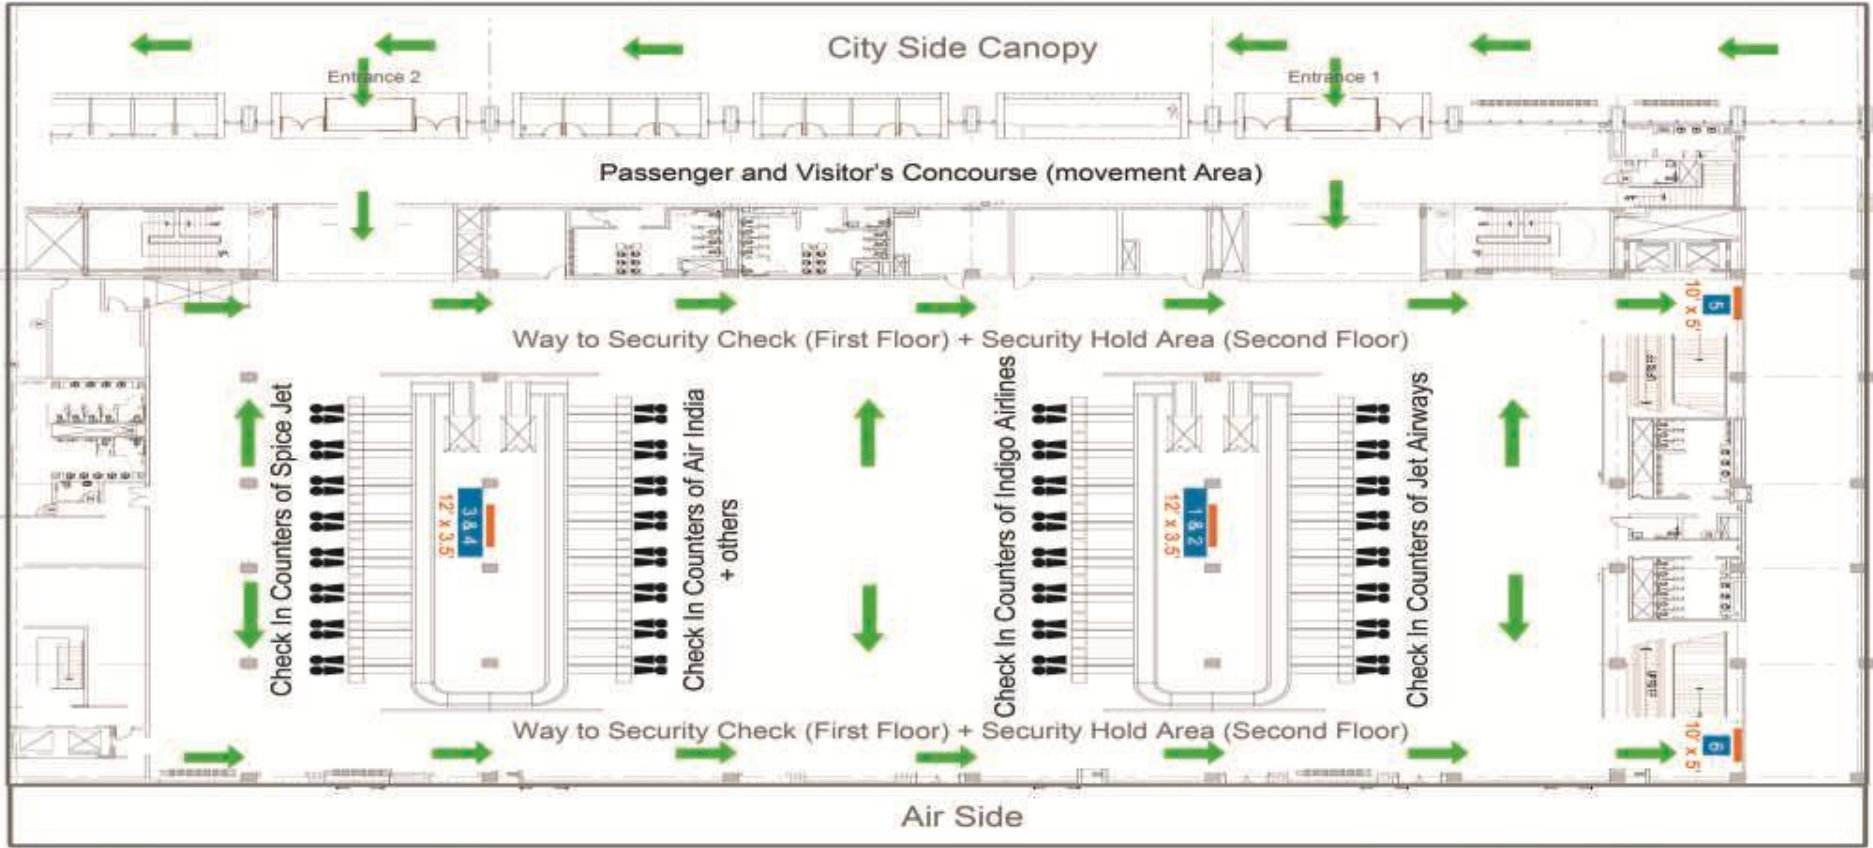 City Side Canopy
Entrance 2
Entrance 1
Passenger and Visitor's Concourse (movement Area)
5
10' x 5'
Way to Security Check (First Floor) + Security Hold Area (Second Floor)
Check In Counters of Spice Jet
3 & 4
12' x 3.5'
Check In Counters of Air India
+ others
Check In Counters of Indigo Airlines
1 & 2
12' x 3.5'
Check In Counters of Jet Airways
Way to Security Check (First Floor) + Security Hold Area (Second Floor)
6
10' x 5'
Air Side